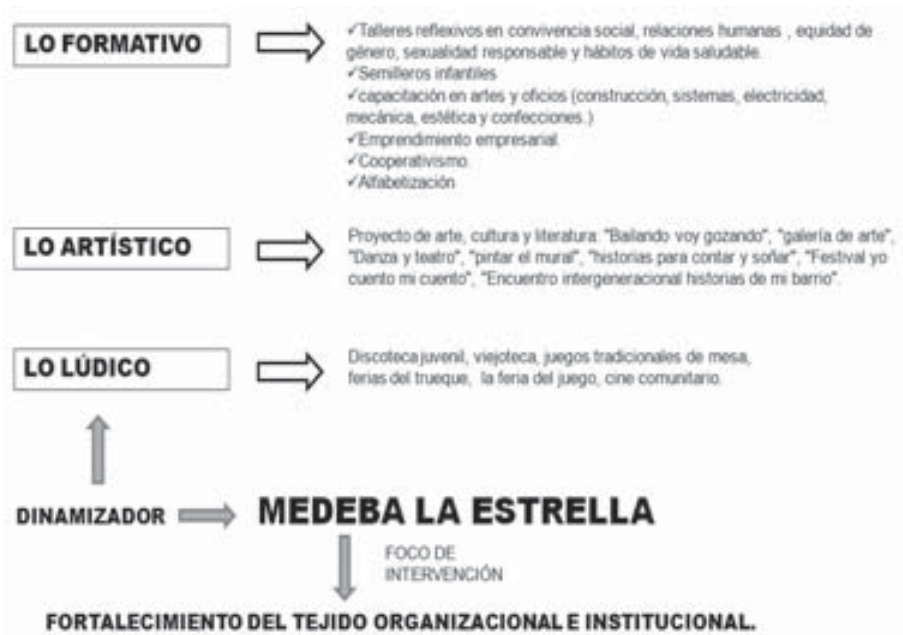 LO FORMATIVO
✓Talleres reflexivos en convivencia social, relaciones humanas , equidad de
género, sexualidad responsable y hábitos de vida saludable.
✓Semilleros infantiles
✓capacitación en artes y oficios (construcción, sistemas, electricidad,
mecánica, estética y confecciones.)
✓Emprendimiento empresarial
✓Cooperativismo
✓Alfabetización
LO ARTÍSTICO
Proyecto de arte, cultura y literatura: "Bailando voy gozando", "galería de arte",
"Danza y teatro", "pintar el mural", "historias para contar y soñar", "Festival yo
cuento mi cuento", "Encuentro intergeneracional historias de mi barrio".
LO LÚDICO
Discoteca juvenil, viejoteca, juegos tradicionales de mesa,
ferias del trueque, la feria del juego, cine comunitario.
DINAMIZADOR
MEDEBA LA ESTRELLA
FOCO DE
INTERVENCIÓN
FORTALECIMIENTO DEL TEJIDO ORGANIZACIONAL E INSTITUCIONAL.